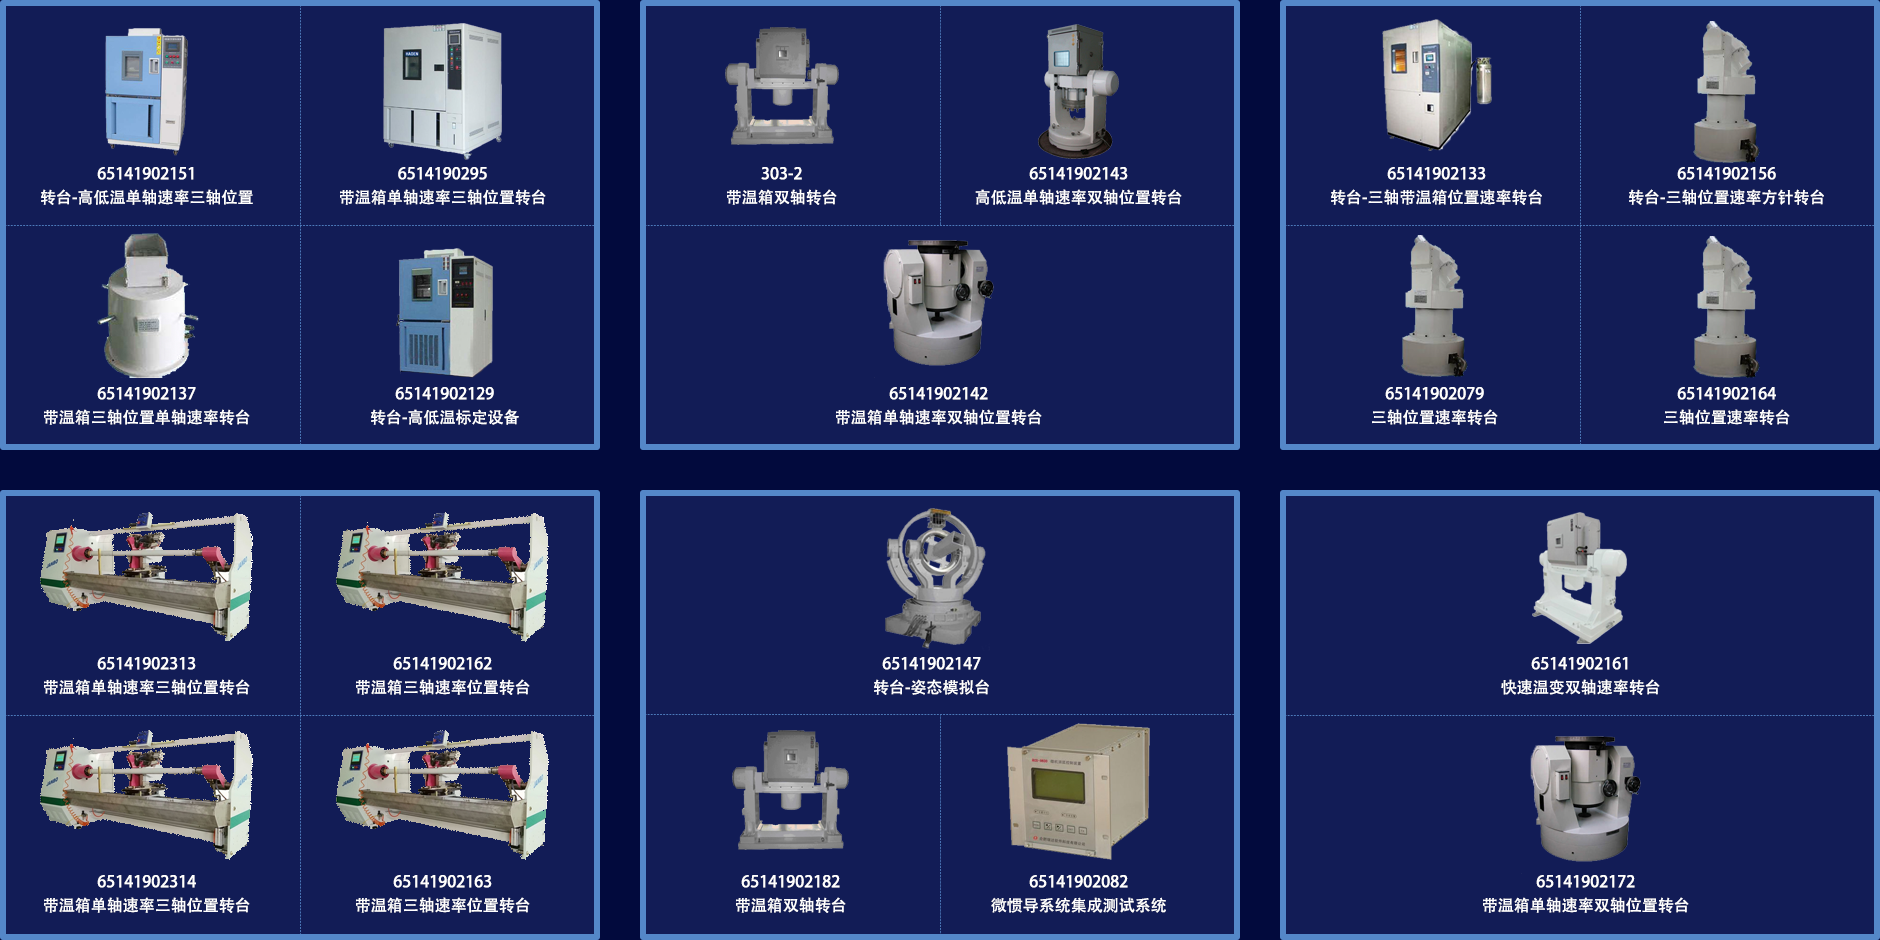 65141902151
转台-高低温单轴速率三轴位置
6514190295
带温箱单轴速率三轴位置转台
65141902137
带温箱三轴位置单轴速率转台
65141902129
转台-高低温标定设备
303-2
带温箱双轴转台
65141902143
高低温单轴速率双轴位置转台
65141902142
带温箱单轴速率双轴位置转台
65141902133
转台-三轴带温箱位置速率转台
65141902156
转台-三轴位置速率方针转台
65141902079
三轴位置速率转台
65141902164
三轴位置速率转台
65141902313
带温箱单轴速率三轴位置转台
65141902162
带温箱三轴速率位置转台
65141902314
带温箱单轴速率三轴位置转台
65141902163
带温箱三轴速率位置转台
65141902147
转台-姿态模拟台
65141902182
带温箱双轴转台
65141902082
微惯导系统集成测试系统
65141902161
快速温变双轴速率转台
65141902172
带温箱单轴速率双轴位置转台